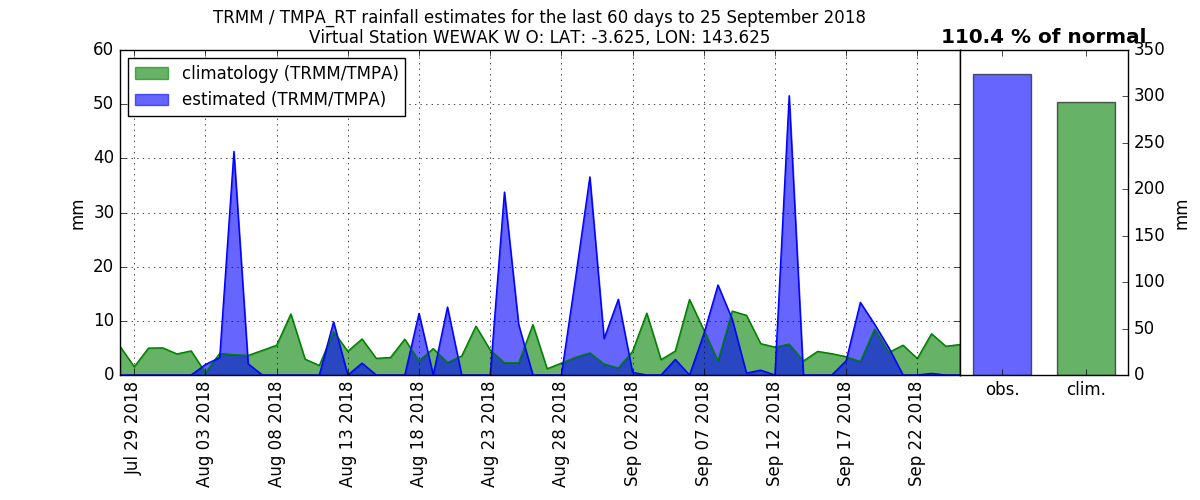 TRMM / TMPA_RT rainfall estimates for the last 60 days to 25 September 2018
Virtual Station WEWAK W O: LAT: -3.625, LON: 143.625
110.4 % of normal
climatology (TRMM/TMPA)
estimated (TRMM/TMPA)
mm
60
50
40
30
20
10
0
Jul 29 2018
Aug 03 2018
Aug 08 2018
Aug 13 2018
Aug 18 2018
Aug 23 2018
Aug 28 2018
Sep 02 2018
Sep 07 2018
Sep 12 2018
Sep 17 2018
Sep 22 2018
350
300
250
200
150
100
50
0
mm
obs.
clim.